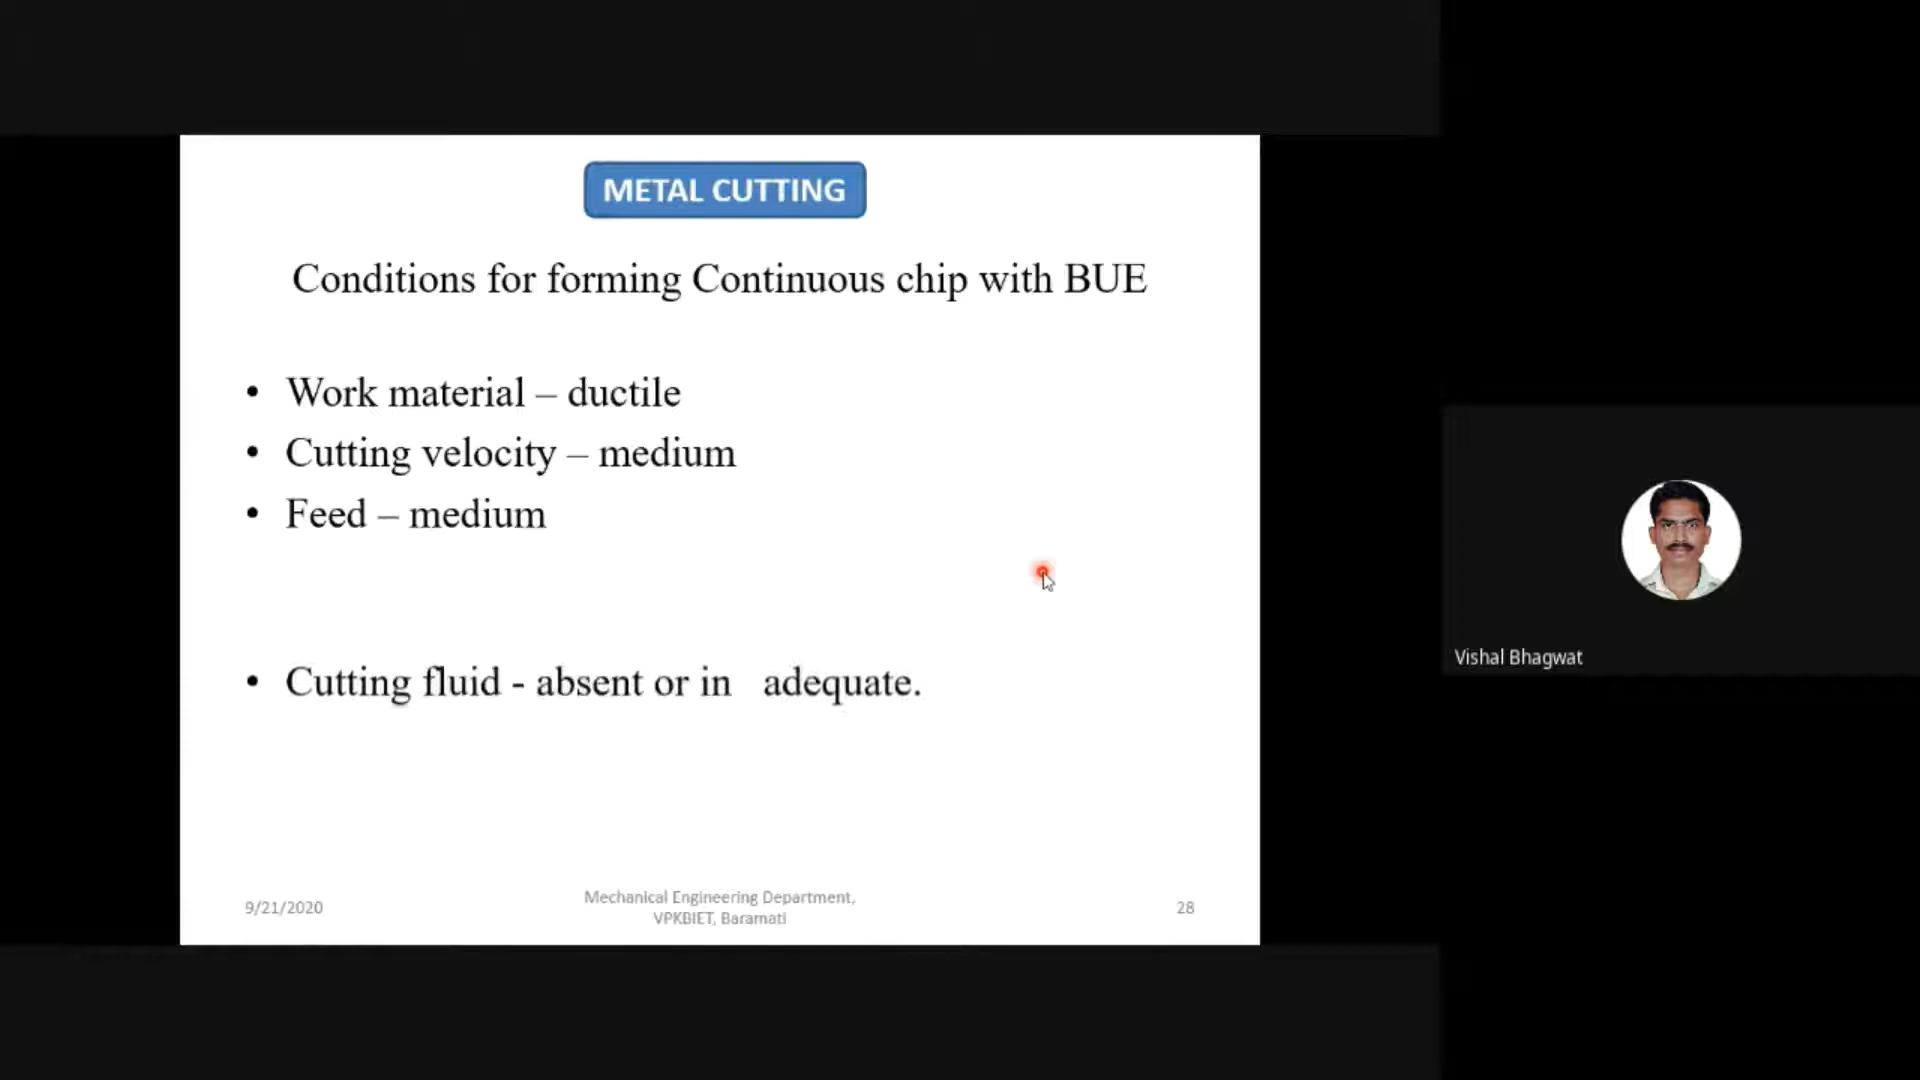 METAL CUTTING
Conditions for forming Continuous chip with BUE
• Work material – ductile
• Cutting velocity – medium
• Feed – medium
• Cutting fluid - absent or in   adequate.
Vishal Bhagwat
9/21/2020
Mechanical Engineering Department,
VPKBIET, Baramati
28